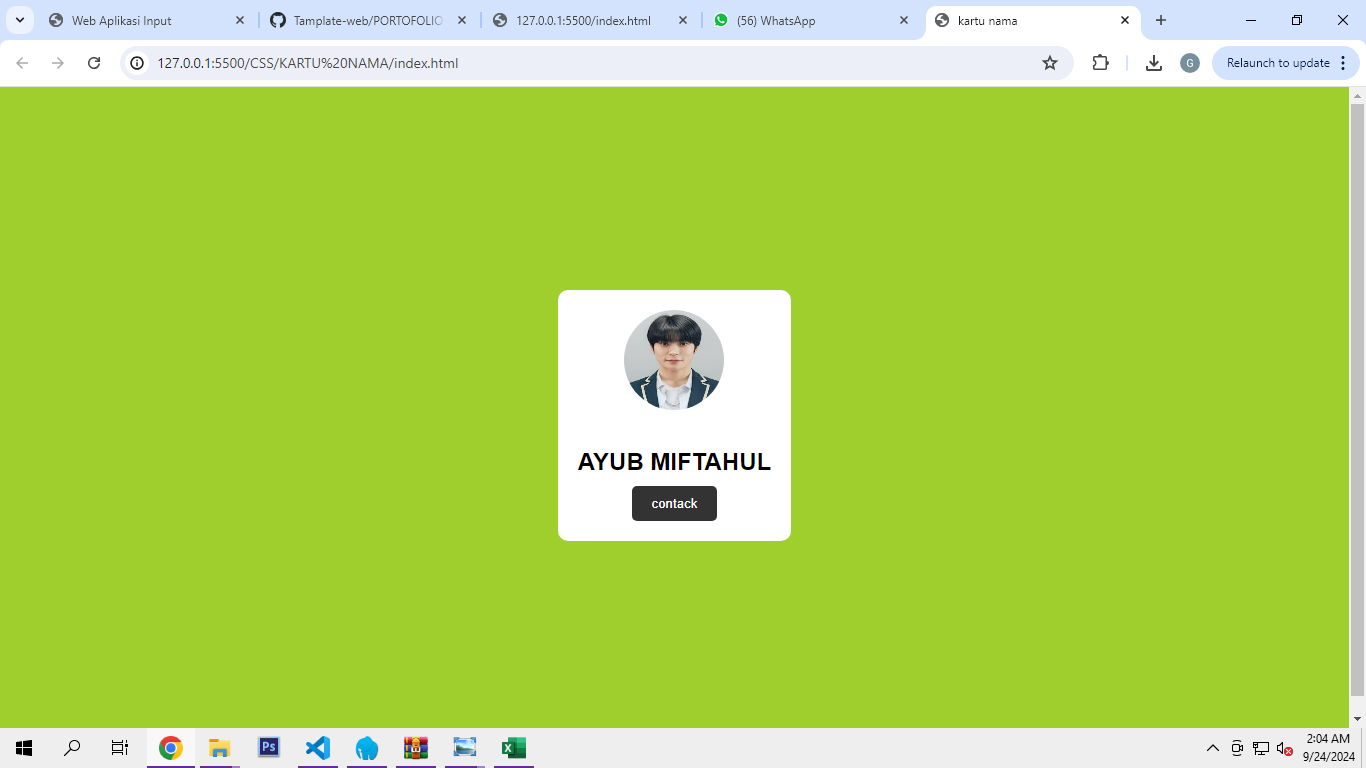 Web Aplikasi Input
Tamplate-web/PORTOFOLIO
127.0.0.1:5500/index.html
(56) WhatsApp
kartu nama
127.0.0.1:5500/CSS/KARTU%20NAMA/index.html
G
Relaunch to update
AYUB MIFTAHUL
contack
Ps
2:04 AM
9/24/2024